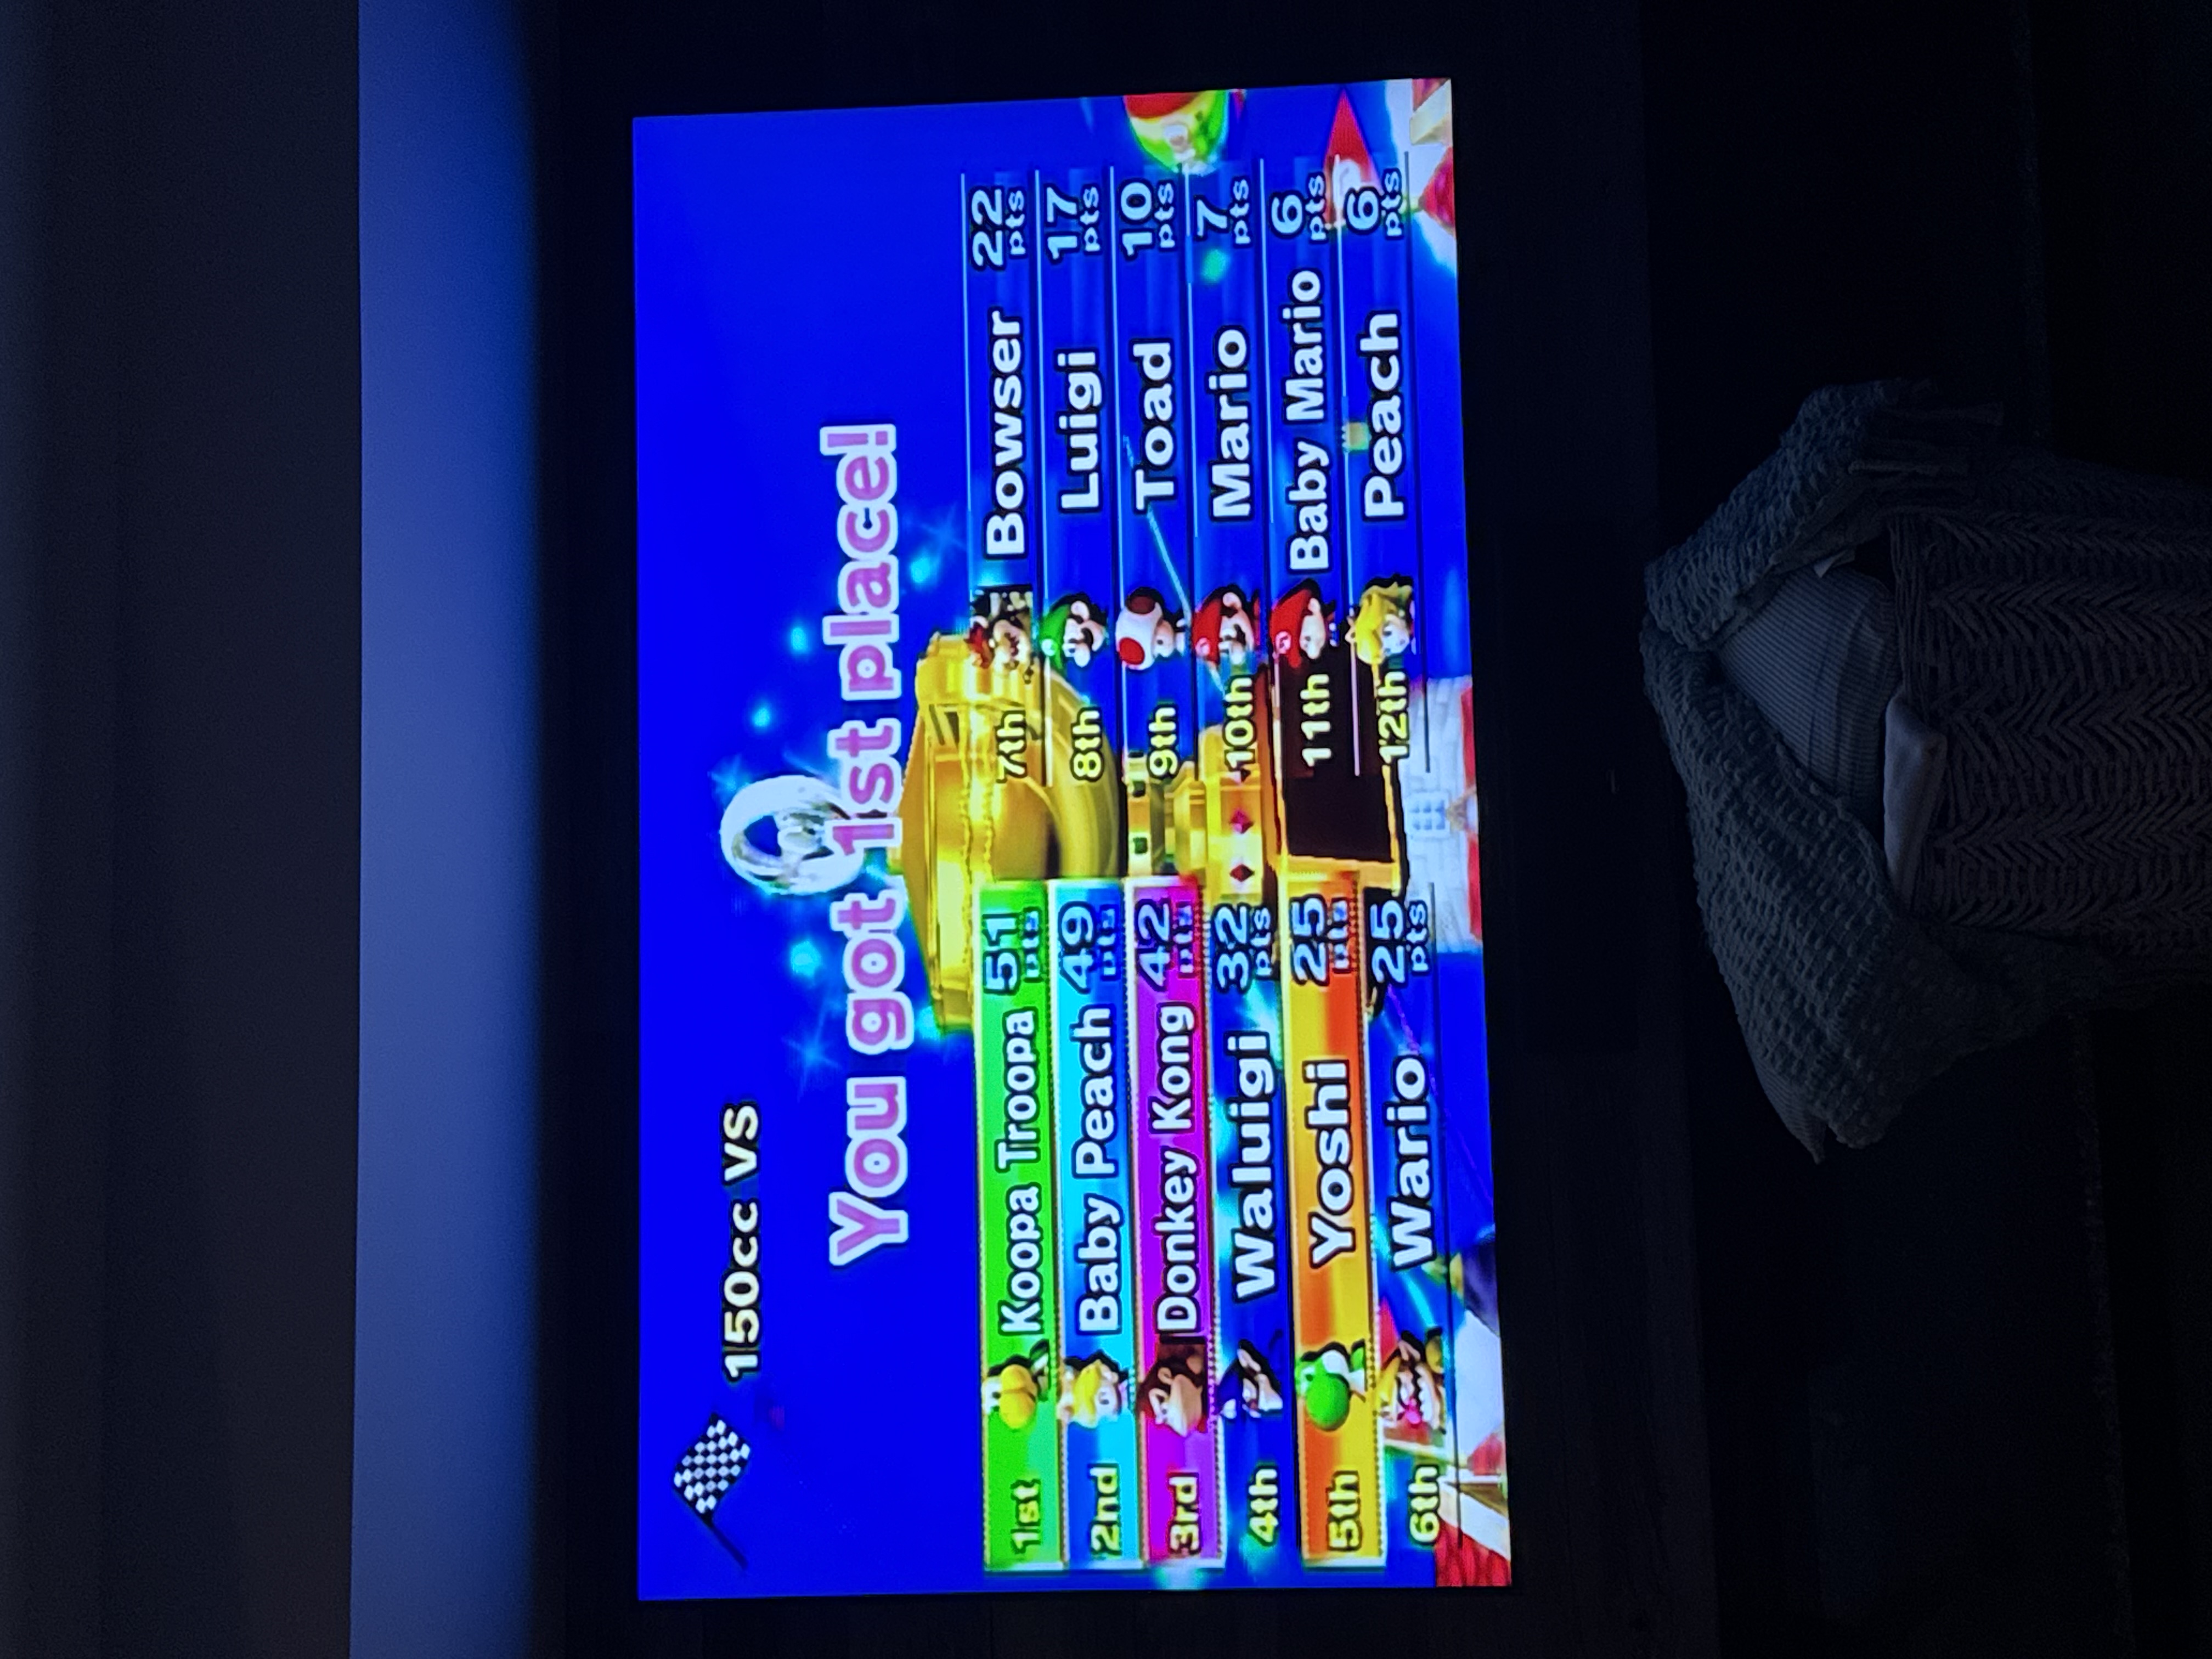 150cc VS
You got 1st place!
1st Koopa Troopa 51 pts
2nd Baby Peach 49 pts
3rd Donkey Kong 42 pts
4th Waluigi 32 pts
5th Yoshi 25 pts
6th Wario 25 pts
7th Bowser 22 pts
8th Luigi 17 pts
9th Toad 10 pts
10th Mario 7 pts
11th Baby Mario 6 pts
12th Peach 6 pts